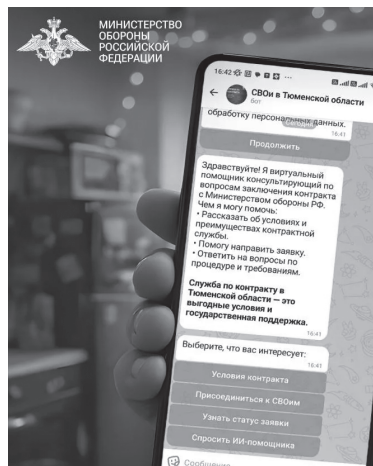 МИНИСТЕРСТВО
ОБОРОНЫ
РОССИЙСКОЙ
ФЕДЕРАЦИИ
16:42
СВОи в Тюменской области
бот
обработку персональных данных.
16:41
Продолжить
Здравствуйте! Я виртуальный
помощник консультирующий по
вопросам заключения контракта
с Министерством обороны РФ.
Чем я могу помочь:
• Рассказать об условиях и
преимуществах контрактной
службы.
• Помогу направить заявку.
• Ответить на вопросы по
процедуре и требованиям.
Служба по контракту в
Тюменской области — это
выгодные условия и
государственная поддержка.
16:41
Выберите, что вас интересует:
16:41
Условия контракта
Присоединиться к СВОим
Узнать статус заявки
Спросить ИИ-помощника
Сообщение